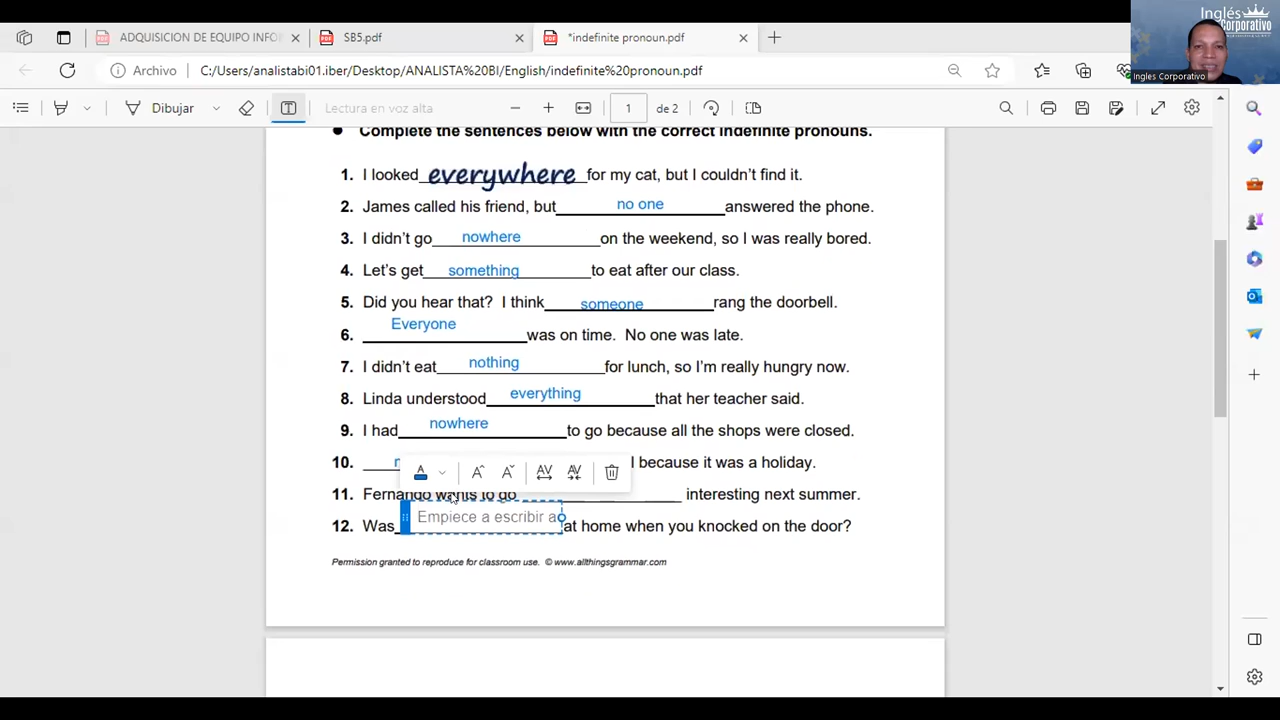 Inglés
Corporativo
Ingles Corporativo
ADQUISICION DE EQUIPO INFO
SB5.pdf
*indefinite pronoun.pdf
Archivo
C:/Users/analistabi01.iber/Desktop/ANALISTA%20BI/English/indefinite%20pronoun.pdf
Dibujar
Lectura en voz alta
1
de 2
Complete the sentences below with the correct indefinite pronouns.
1. I looked everywhere for my cat, but I couldn't find it.
2. James called his friend, but no one answered the phone.
3. I didn't go nowhere on the weekend, so I was really bored.
4. Let's get something to eat after our class.
5. Did you hear that? I think someone rang the doorbell.
6. Everyone was on time. No one was late.
7. I didn't eat nothing for lunch, so I'm really hungry now.
8. Linda understood everything that her teacher said.
9. I had nowhere to go because all the shops were closed.
10. because it was a holiday.
11. Fernando wants to go interesting next summer.
12. Was Empiece a escribir a at home when you knocked on the door?
Permission granted to reproduce for classroom use. © www.allthingsgrammar.com